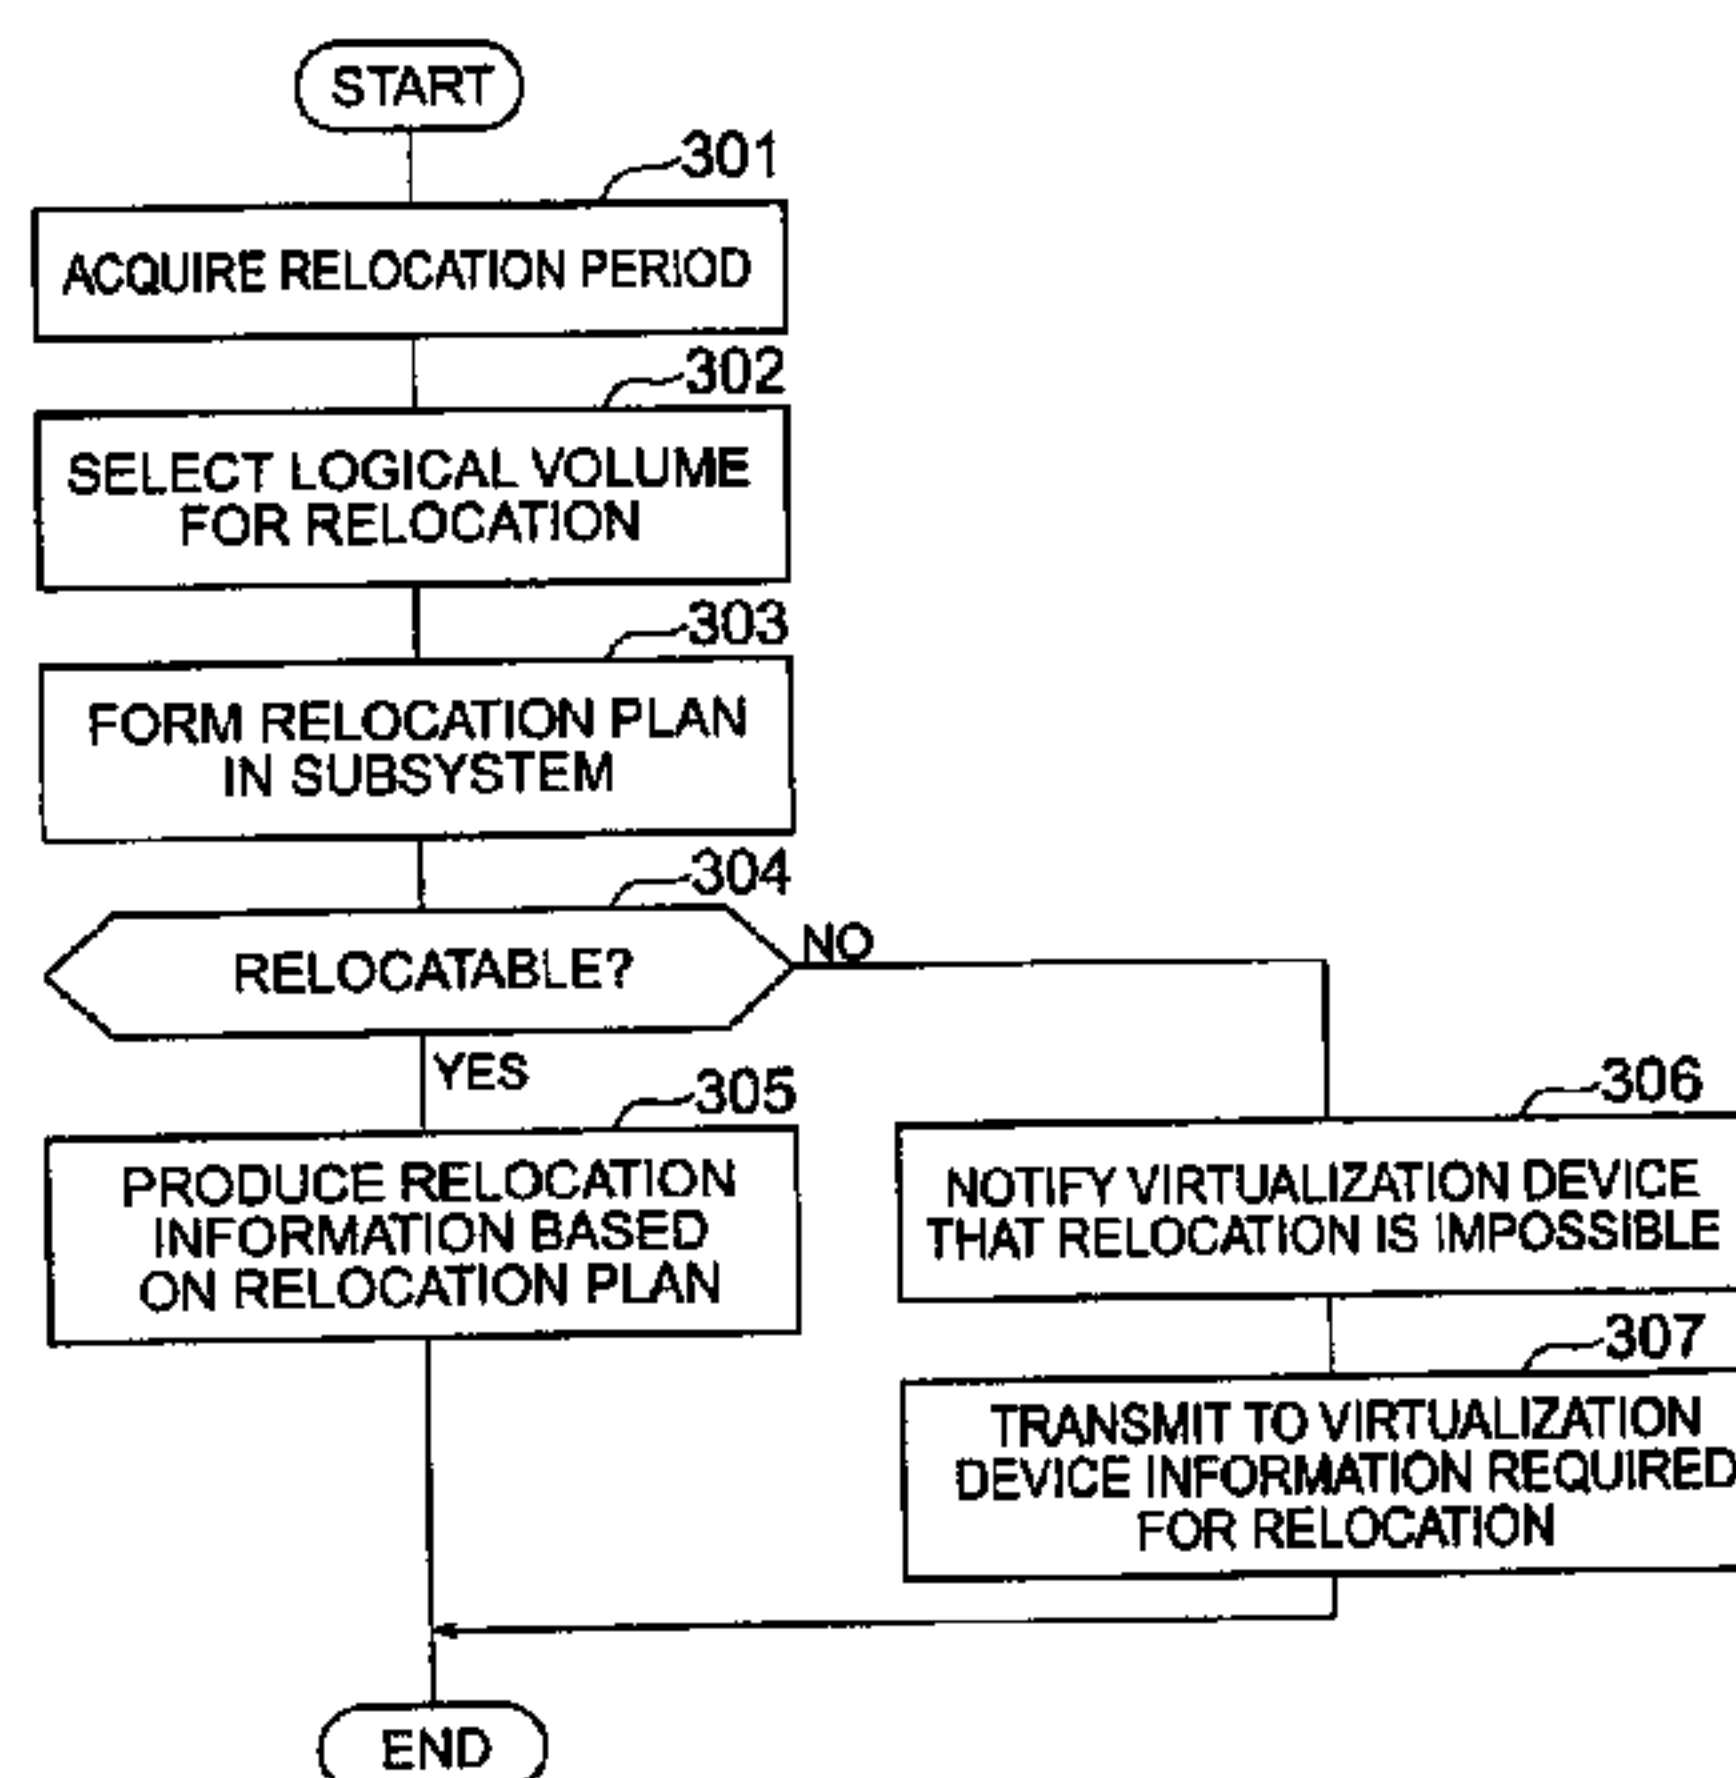 START
301
ACQUIRE RELOCATION PERIOD
302
SELECT LOGICAL VOLUME
FOR RELOCATION
303
FORM RELOCATION PLAN
IN SUBSYSTEM
304
RELOCATABLE?
NO
YES
305
PRODUCE RELOCATION
INFORMATION BASED
ON RELOCATION PLAN
306
NOTIFY VIRTUALIZATION DEVICE
THAT RELOCATION IS IMPOSSIBLE
307
TRANSMIT TO VIRTUALIZATION
DEVICE INFORMATION REQUIRED
FOR RELOCATION
END